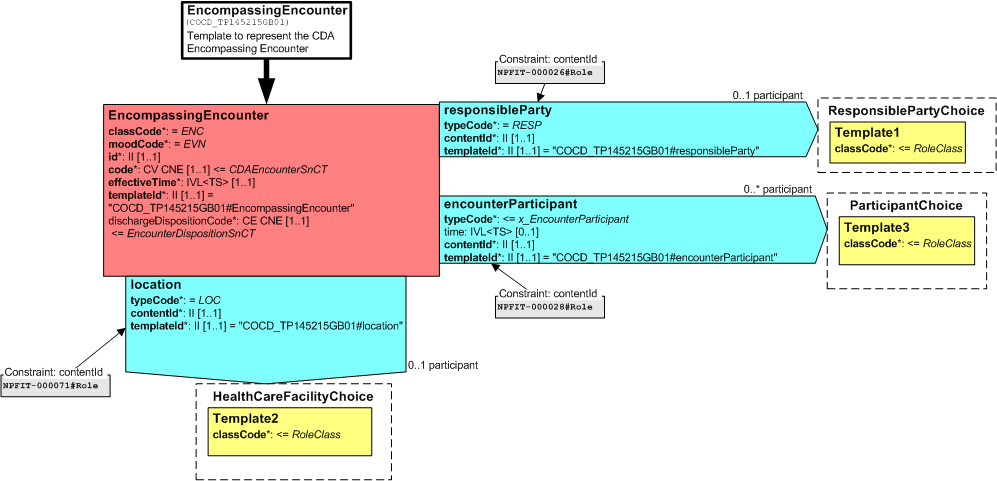 EncompassingEncounter
(COCD_TP145215GB01)
Template to represent the CDA
Encompassing Encounter
Constraint: contentId
NPFIT-000026#Role
EncompassingEncounter
classCode*: = ENC
moodCode*: = EVN
id*: II [1..1]
code*: CV CNE [1..1] <= CDAEncounterSnCT
effectiveTime*: IVL<TS> [1..1]
templateId*: II [1..1] =
"COCD_TP145215GB01#EncompassingEncounter"
dischargeDispositionCode*: CE CNE [1..1]
<= EncounterDispositionSnCT
0..1 participant
responsibleParty
typeCode*: = RESP
contentId*: II [1..1]
templateId*: II [1..1] = "COCD_TP145215GB01#responsibleParty"
ResponsiblePartyChoice
Template1
classCode*: <= RoleClass
0..* participant
encounterParticipant
typeCode*: <= x_EncounterParticipant
time: IVL<TS> [0..1]
contentId*: II [1..1]
templateId*: II [1..1] = "COCD_TP145215GB01#encounterParticipant"
ParticipantChoice
Template3
classCode*: <= RoleClass
Constraint: contentId
NPFIT-000028#Role
location
typeCode*: = LOC
contentId*: II [1..1]
templateId*: II [1..1] = "COCD_TP145215GB01#location"
0..1 participant
Constraint: contentId
NPFIT-000071#Role
HealthCareFacilityChoice
Template2
classCode*: <= RoleClass